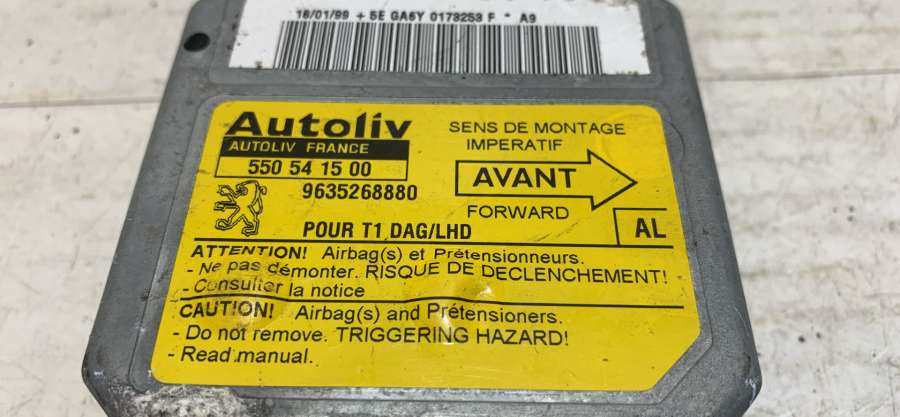 18/01/99 + 5E GA6Y 0173253 F * A9
Autoliv
AUTOLIV FRANCE
550 54 15 00
9635268880
POUR T1 DAG/LHD
SENS DE MONTAGE
IMPERATIF
AVANT
FORWARD
AL
ATTENTION! Airbag(s) et Prétensionneurs.
- Ne pas démonter. RISQUE DE DECLENCHEMENT!
- Consulter la notice
CAUTION! Airbag(s) and Prétensioners.
- Do not remove. TRIGGERING HAZARD!
- Read manual.